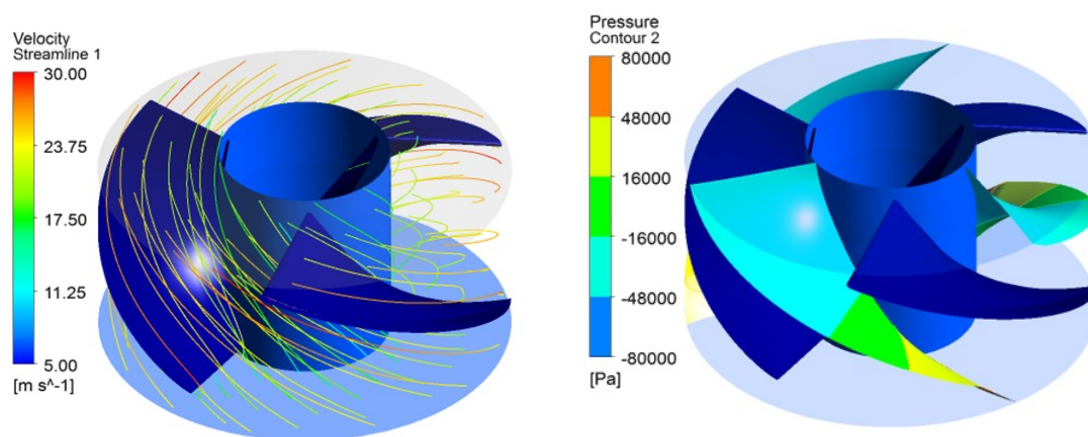 Velocity
Streamline 1
30.00
23.75
17.50
11.25
5.00
[m s^-1]
Pressure
Contour 2
80000
48000
16000
-16000
-48000
-80000
[Pa]